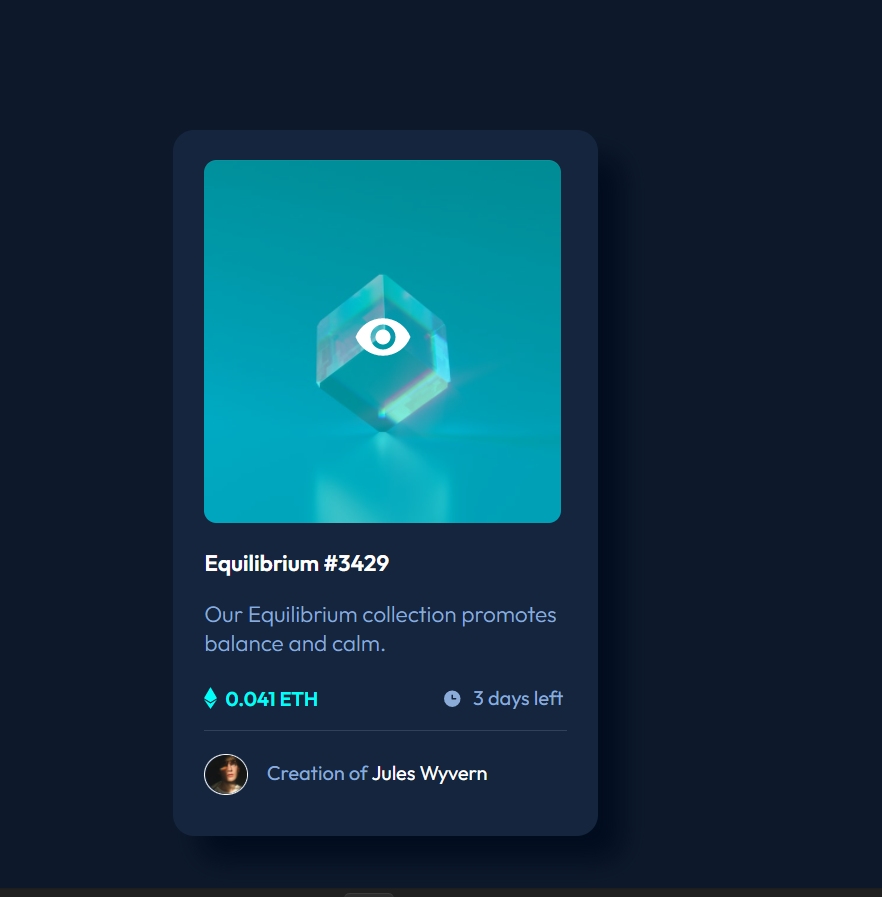 Equilibrium #3429
Our Equilibrium collection promotes
balance and calm.
0.041 ETH
3 days left
Creation of Jules Wyvern